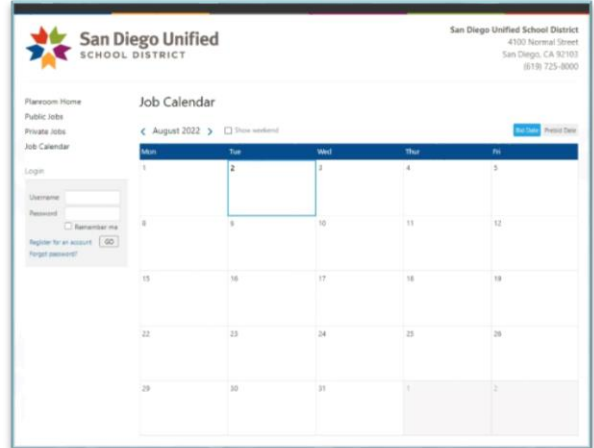 San Diego Unified
SCHOOL DISTRICT
San Diego Unified School District
4100 Normal Street
San Diego, CA 92103
(619) 725-8000
Planroom Home
Public Jobs
Private Jobs
Job Calendar
Login
Username
Password
Remember me
Register for an account GO
Forgot password?
Job Calendar
< August 2022 > Show weekend
Bid Date Prebid Date
Mon Tue Wed Thur Fri
1 2 3 4 5
8 9 10 11 12
15 16 17 18 19
22 23 24 25 26
29 30 31 1 2